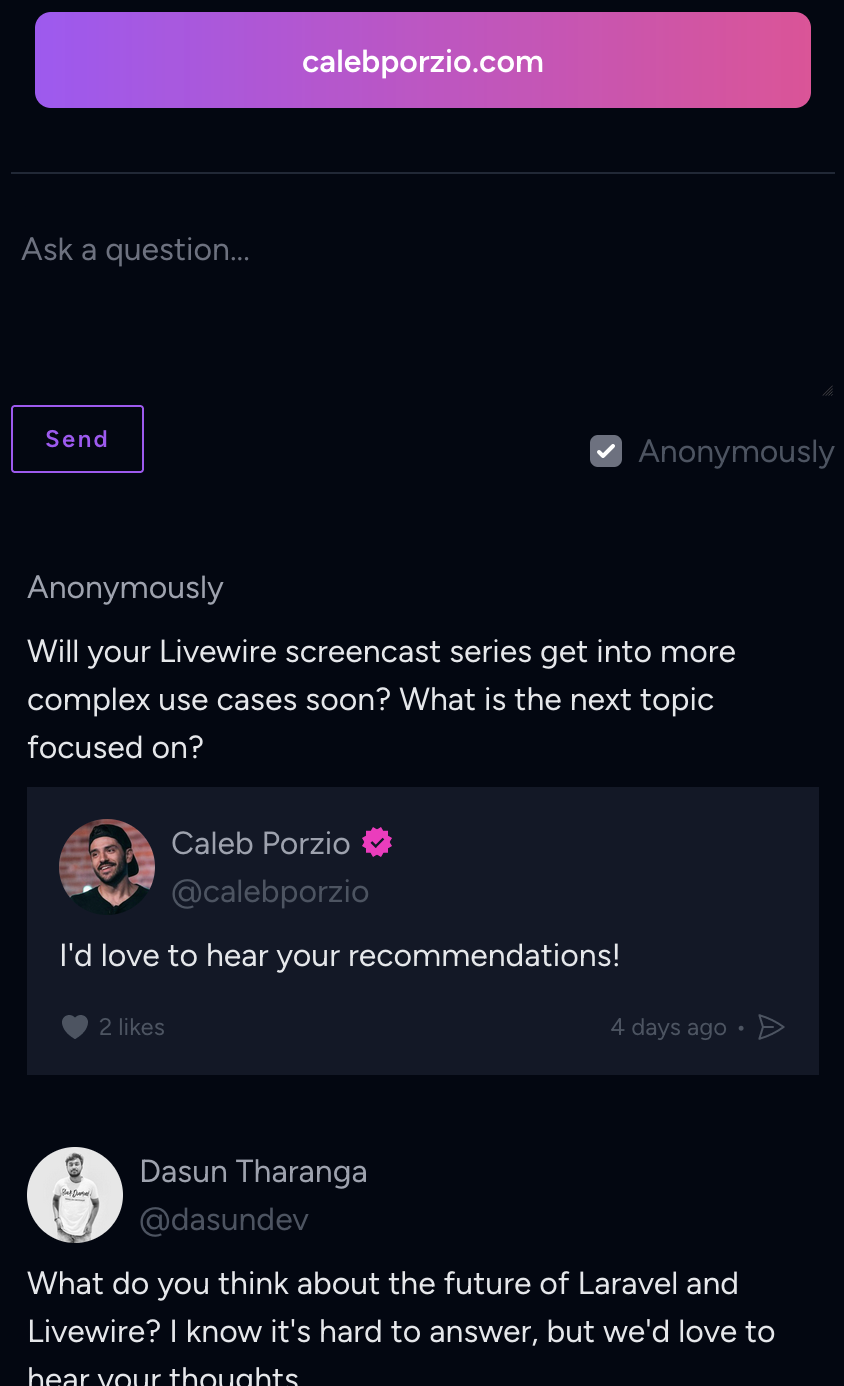 calebporzio.com
Ask a question...
Send
Anonymously
Anonymously
Will your Livewire screencast series get into more
complex use cases soon? What is the next topic
focused on?
Caleb Porzio
@calebporzio
I'd love to hear your recommendations!
2 likes
4 days ago •
Dasun Tharanga
@dasundev
What do you think about the future of Laravel and
Livewire? I know it's hard to answer, but we'd love to
hear your thoughts